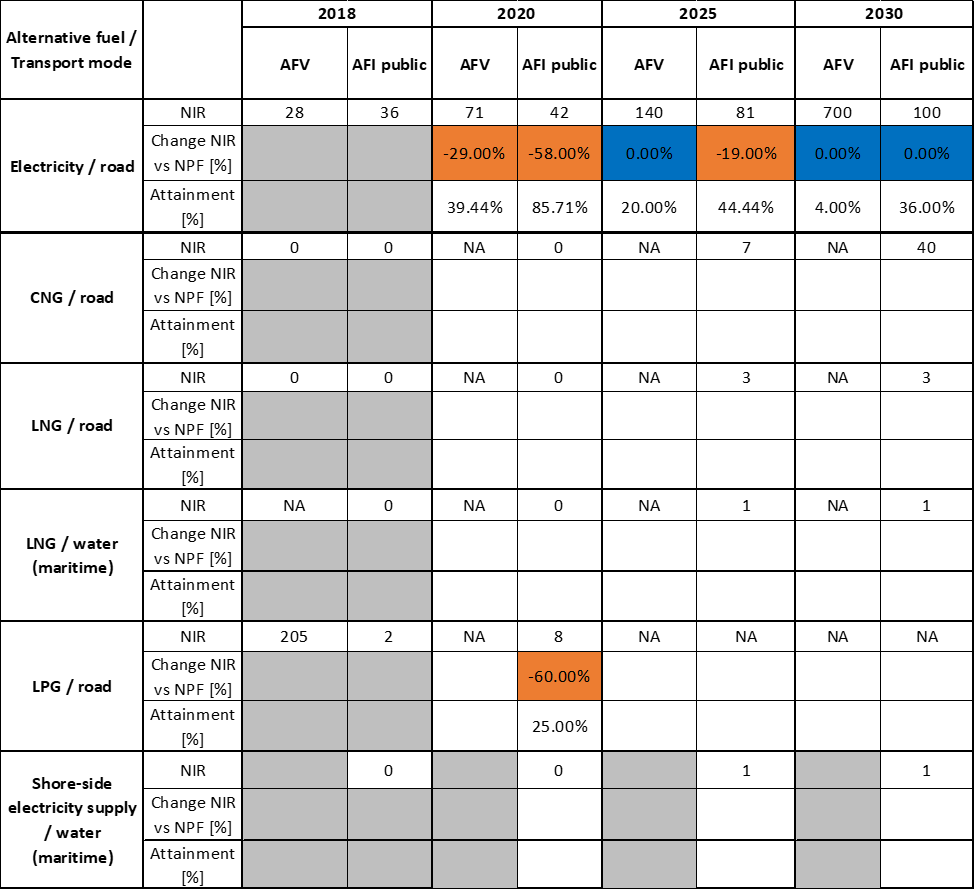 Alternative fuel /
Transport mode
2018 2020 2025 2030
AFV AFI public AFV AFI public AFV AFI public AFV AFI public
Electricity / road
NIR 28 36 71 42 140 81 700 100
Change NIR
vs NPF [%] -29.00% -58.00% 0.00% -19.00% 0.00% 0.00%
Attainment
[%] 39.44% 85.71% 20.00% 44.44% 4.00% 36.00%
CNG / road
NIR 0 0 NA 0 NA 7 NA 40
Change NIR
vs NPF [%]
Attainment
[%]
LNG / road
NIR 0 0 NA 0 NA 3 NA 3
Change NIR
vs NPF [%]
Attainment
[%]
LNG / water
(maritime)
NIR NA 0 NA 0 NA 1 NA 1
Change NIR
vs NPF [%]
Attainment
[%]
LPG / road
NIR 205 2 NA 8 NA NA NA NA
Change NIR
vs NPF [%] -60.00%
Attainment
[%] 25.00%
Shore-side
electricity supply
/ water
(maritime)
NIR 0 0 1 1
Change NIR
vs NPF [%]
Attainment
[%]